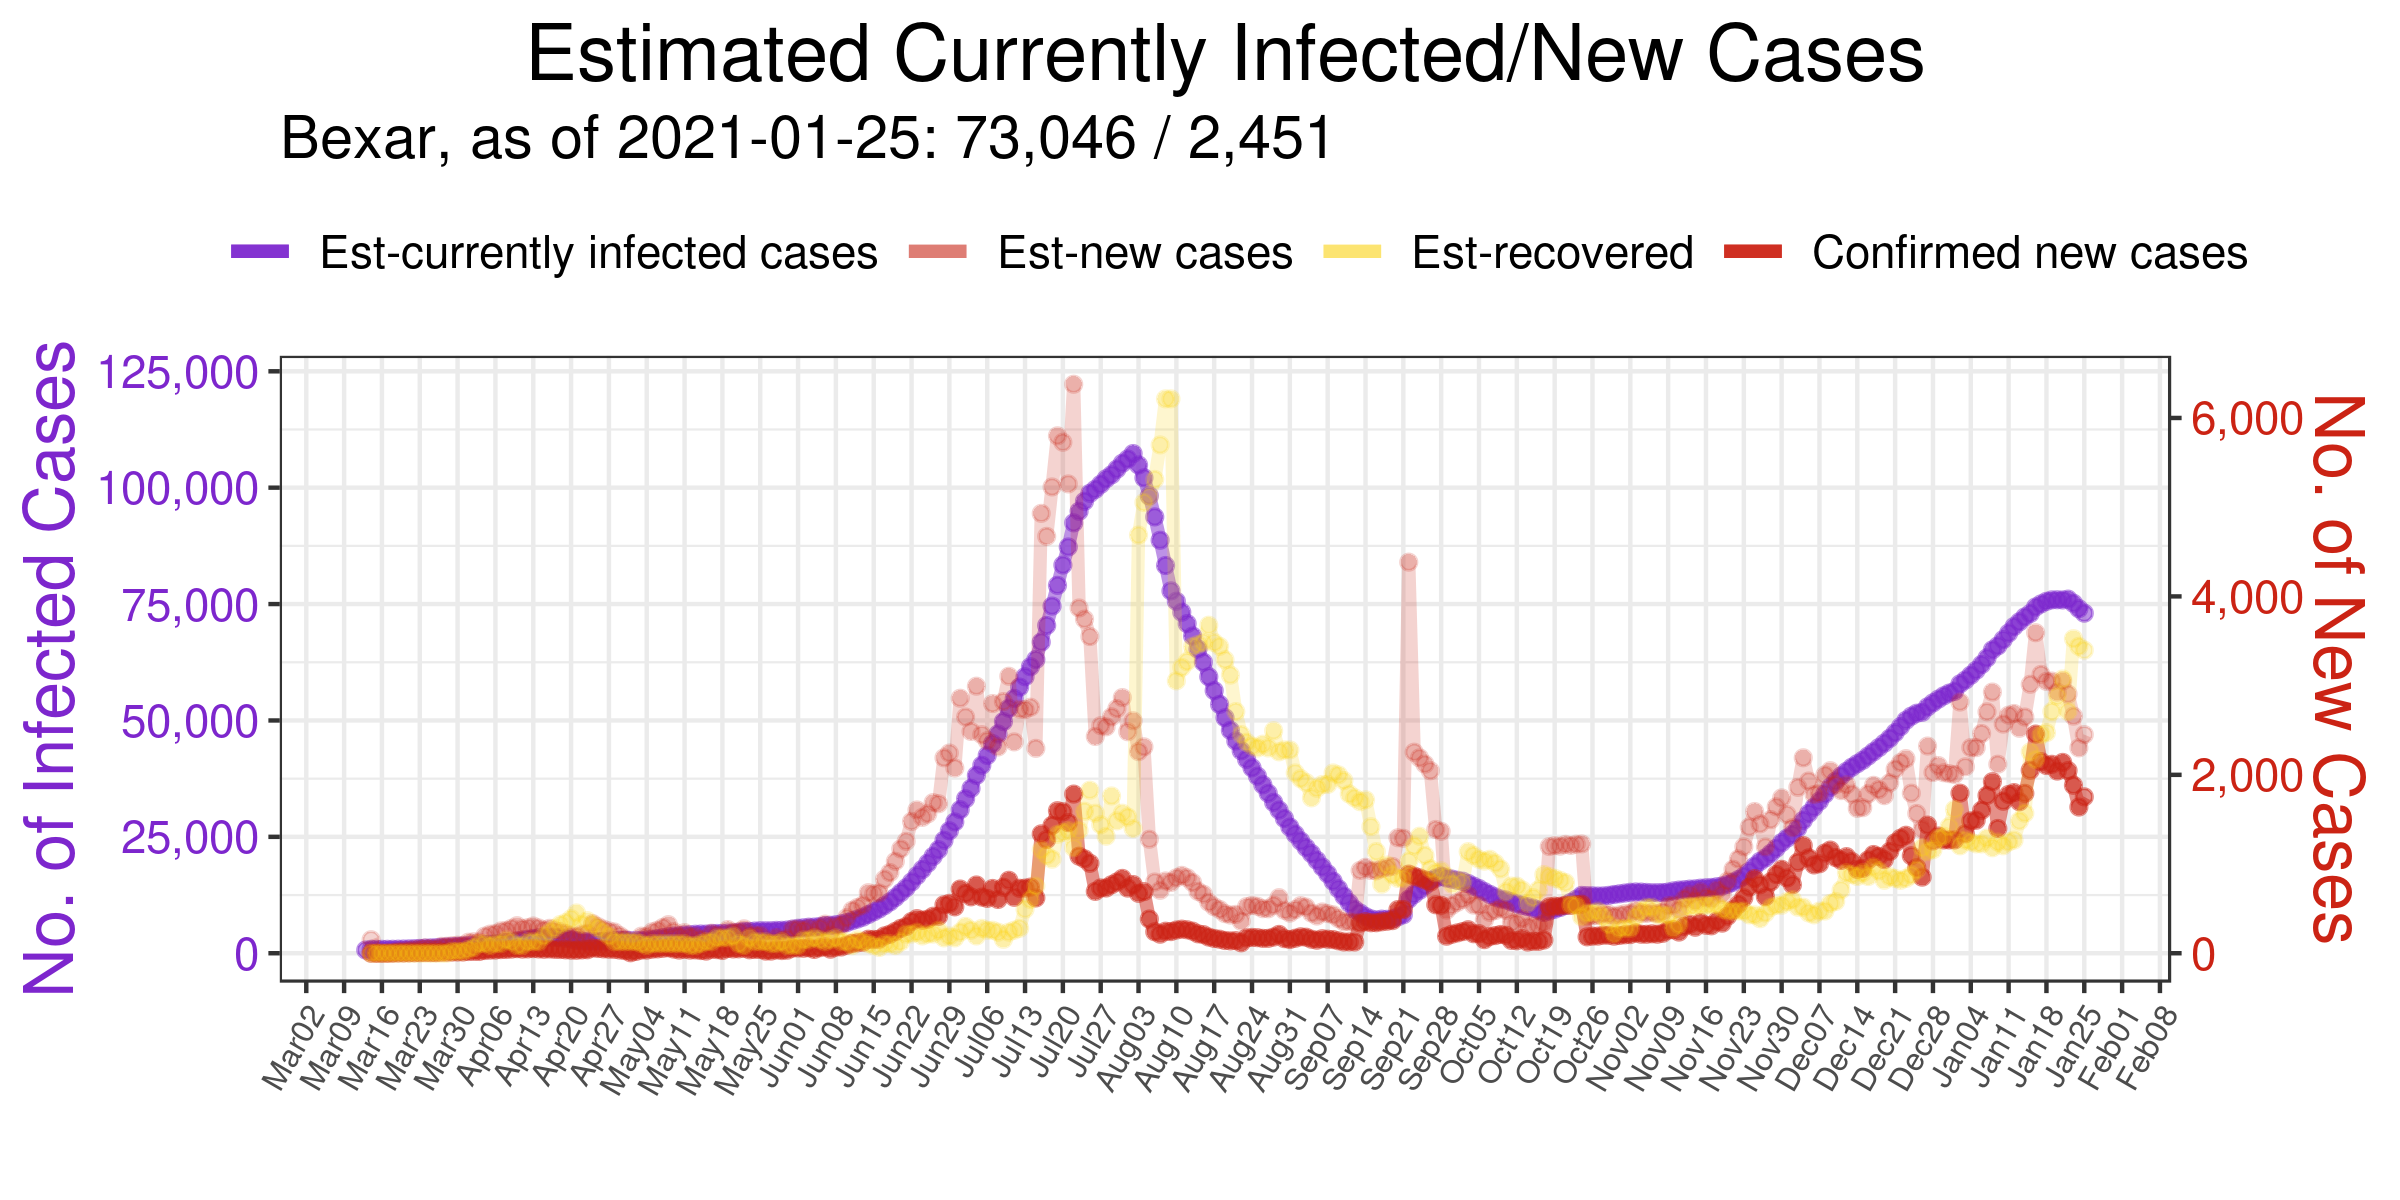 Estimated Currently Infected/New Cases
Bexar, as of 2021-01-25: 73,046 / 2,451
Est-currently infected cases Est-new cases Est-recovered Confirmed new cases
No. of Infected Cases
125,000
100,000
75,000
50,000
25,000
0
6,000
4,000
2,000
0
No. of New Cases
Mar02 Mar09 Mar16 Mar23 Mar30 Apr06 Apr13 Apr20 Apr27 May04 May11 May18 May25 Jun01 Jun08 Jun15 Jun22 Jun29 Jul06 Jul13 Jul20 Jul27 Aug03 Aug10 Aug17 Aug24 Aug31 Sep07 Sep14 Sep21 Sep28 Oct05 Oct12 Oct19 Oct26 Nov02 Nov09 Nov16 Nov23 Nov30 Dec07 Dec14 Dec21 Dec28 Jan04 Jan11 Jan18 Jan25 Feb01 Feb08